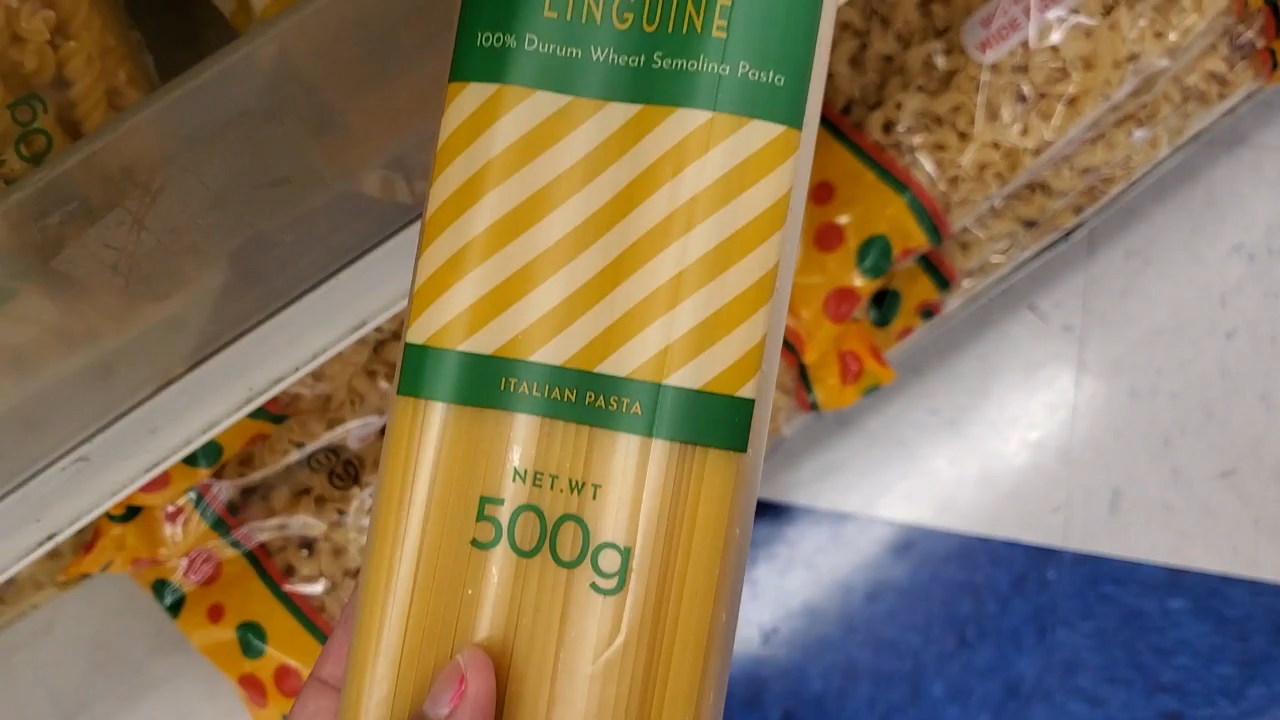 LINGUINE
100% Durum Wheat Semolina Pasta
ITALIAN PASTA
NET.WT
500g